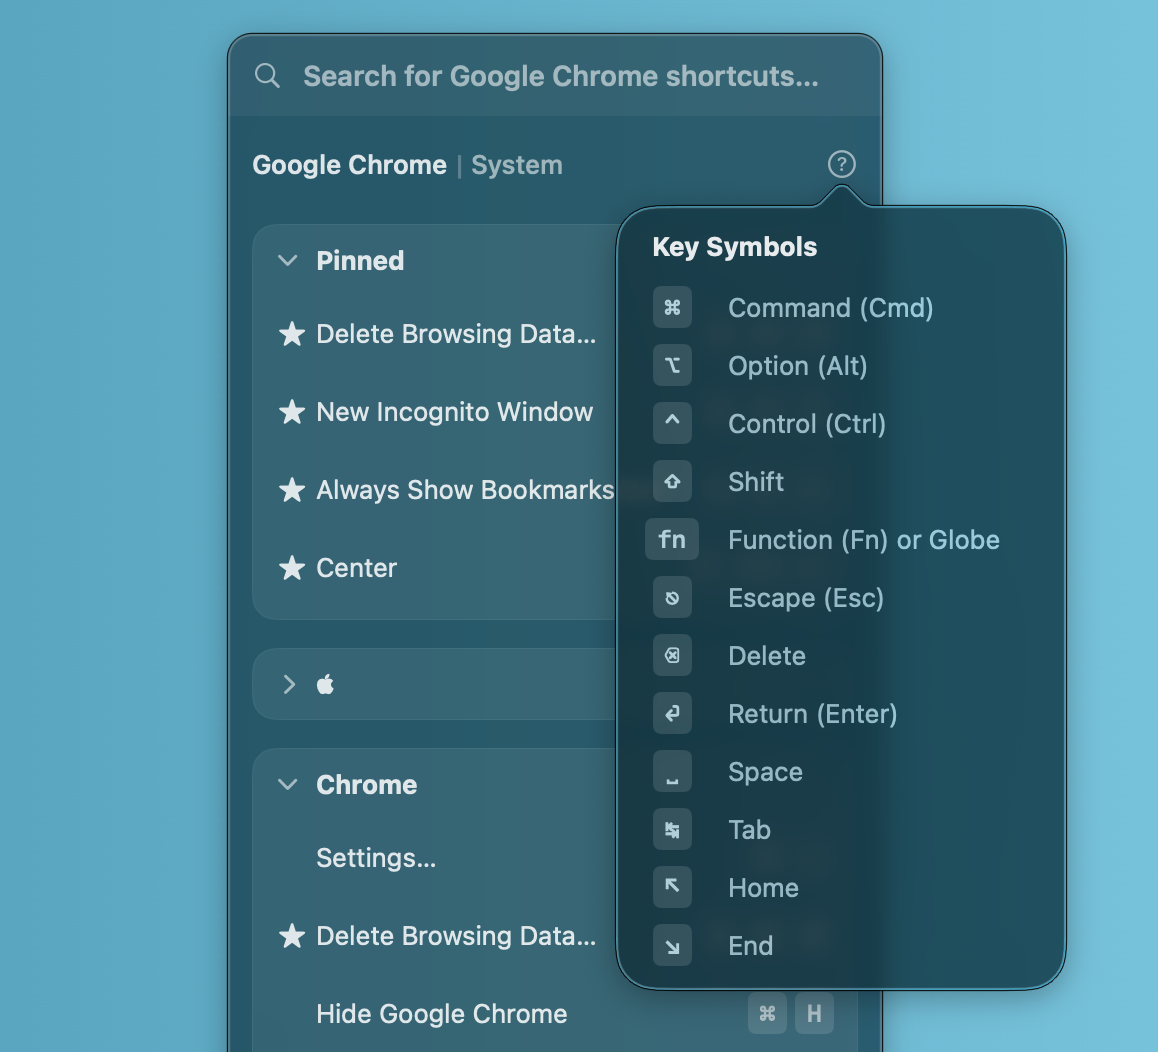 Search for Google Chrome shortcuts...
Google Chrome | System
?
Pinned
★ Delete Browsing Data...
★ New Incognito Window
★ Always Show Bookmarks
★ Center
Chrome
Settings...
★ Delete Browsing Data...
Hide Google Chrome ⌘ H
Key Symbols
⌘ Command (Cmd)
⌥ Option (Alt)
^ Control (Ctrl)
⇧ Shift
fn Function (Fn) or Globe
⎋ Escape (Esc)
⌫ Delete
↩ Return (Enter)
⎵ Space
↹ Tab
↖ Home
↘ End